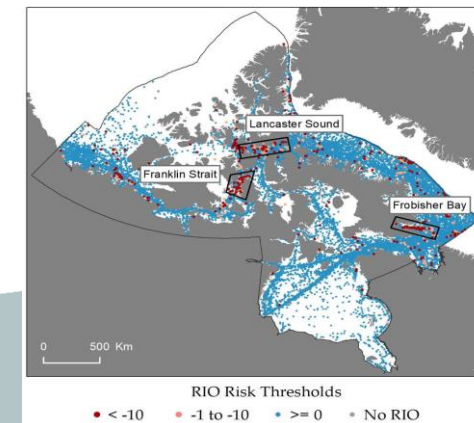 Lancaster Sound
Franklin Strait
Frobisher Bay
0 500 Km
RIO Risk Thresholds
< -10 -1 to -10 >= 0 No RIO